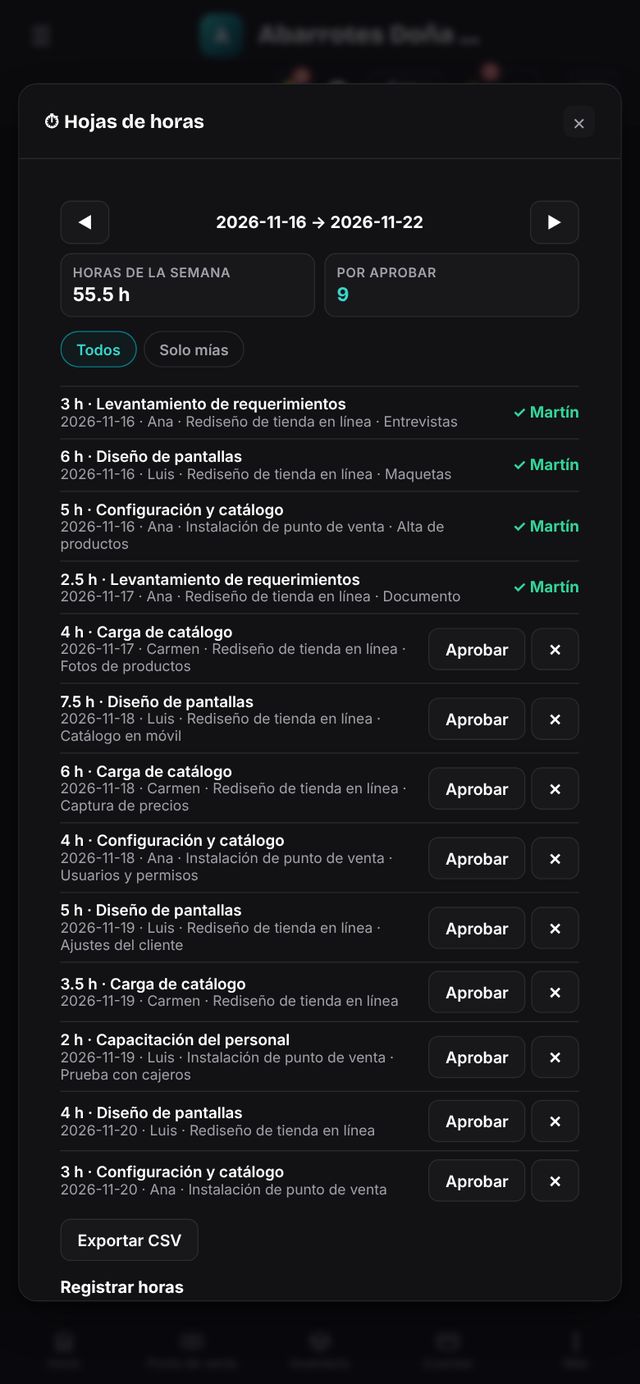 A Abarrotes Doña ...
⏱ Hojas de horas
×
◀ 2026-11-16 → 2026-11-22 ▶
HORAS DE LA SEMANA
55.5 h
POR APROBAR
9
Todos
Solo mías
3 h · Levantamiento de requerimientos
2026-11-16 · Ana · Rediseño de tienda en línea · Entrevistas
✓ Martín
6 h · Diseño de pantallas
2026-11-16 · Luis · Rediseño de tienda en línea · Maquetas
✓ Martín
5 h · Configuración y catálogo
2026-11-16 · Ana · Instalación de punto de venta · Alta de
productos
✓ Martín
2.5 h · Levantamiento de requerimientos
2026-11-17 · Ana · Rediseño de tienda en línea · Documento
✓ Martín
4 h · Carga de catálogo
2026-11-17 · Carmen · Rediseño de tienda en línea ·
Fotos de productos
Aprobar ✕
7.5 h · Diseño de pantallas
2026-11-18 · Luis · Rediseño de tienda en línea ·
Catálogo en móvil
Aprobar ✕
6 h · Carga de catálogo
2026-11-18 · Carmen · Rediseño de tienda en línea ·
Captura de precios
Aprobar ✕
4 h · Configuración y catálogo
2026-11-18 · Ana · Instalación de punto de venta ·
Usuarios y permisos
Aprobar ✕
5 h · Diseño de pantallas
2026-11-19 · Luis · Rediseño de tienda en línea ·
Ajustes del cliente
Aprobar ✕
3.5 h · Carga de catálogo
2026-11-19 · Carmen · Rediseño de tienda en línea
Aprobar ✕
2 h · Capacitación del personal
2026-11-19 · Luis · Instalación de punto de venta ·
Prueba con cajeros
Aprobar ✕
4 h · Diseño de pantallas
2026-11-20 · Luis · Rediseño de tienda en línea
Aprobar ✕
3 h · Configuración y catálogo
2026-11-20 · Ana · Instalación de punto de venta
Aprobar ✕
Exportar CSV
Registrar horas